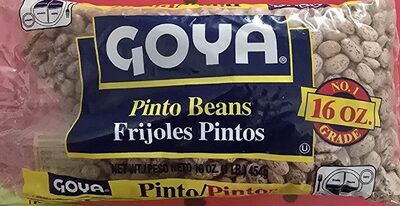 GOYA®
Pinto Beans
Frijoles Pintos
NO. 1
16 OZ.
GRADE
U
NET WT./PESO NETO 16 OZ. (1 LB.) 454
GOYA
Pinto/Pintos